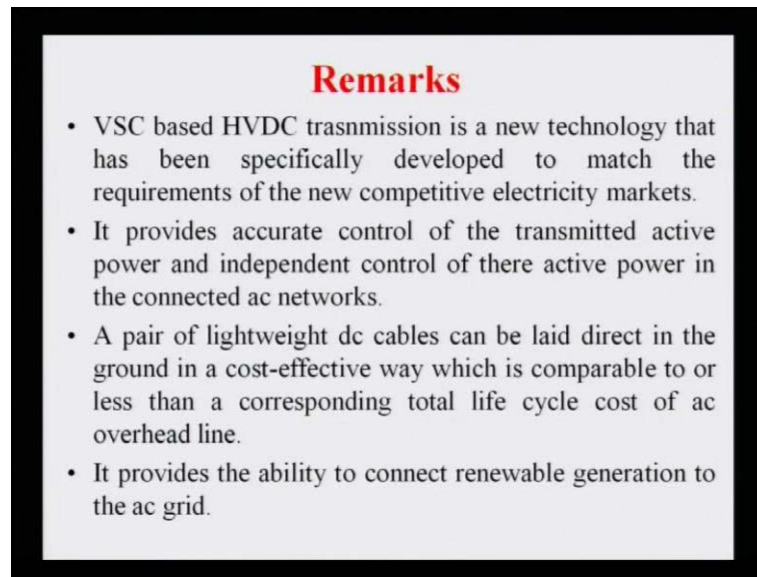 Remarks
• VSC based HVDC trasnmission is a new technology that
has been specifically developed to match the
requirements of the new competitive electricity markets.
• It provides accurate control of the transmitted active
power and independent control of there active power in
the connected ac networks.
• A pair of lightweight dc cables can be laid direct in the
ground in a cost-effective way which is comparable to or
less than a corresponding total life cycle cost of ac
overhead line.
• It provides the ability to connect renewable generation to
the ac grid.